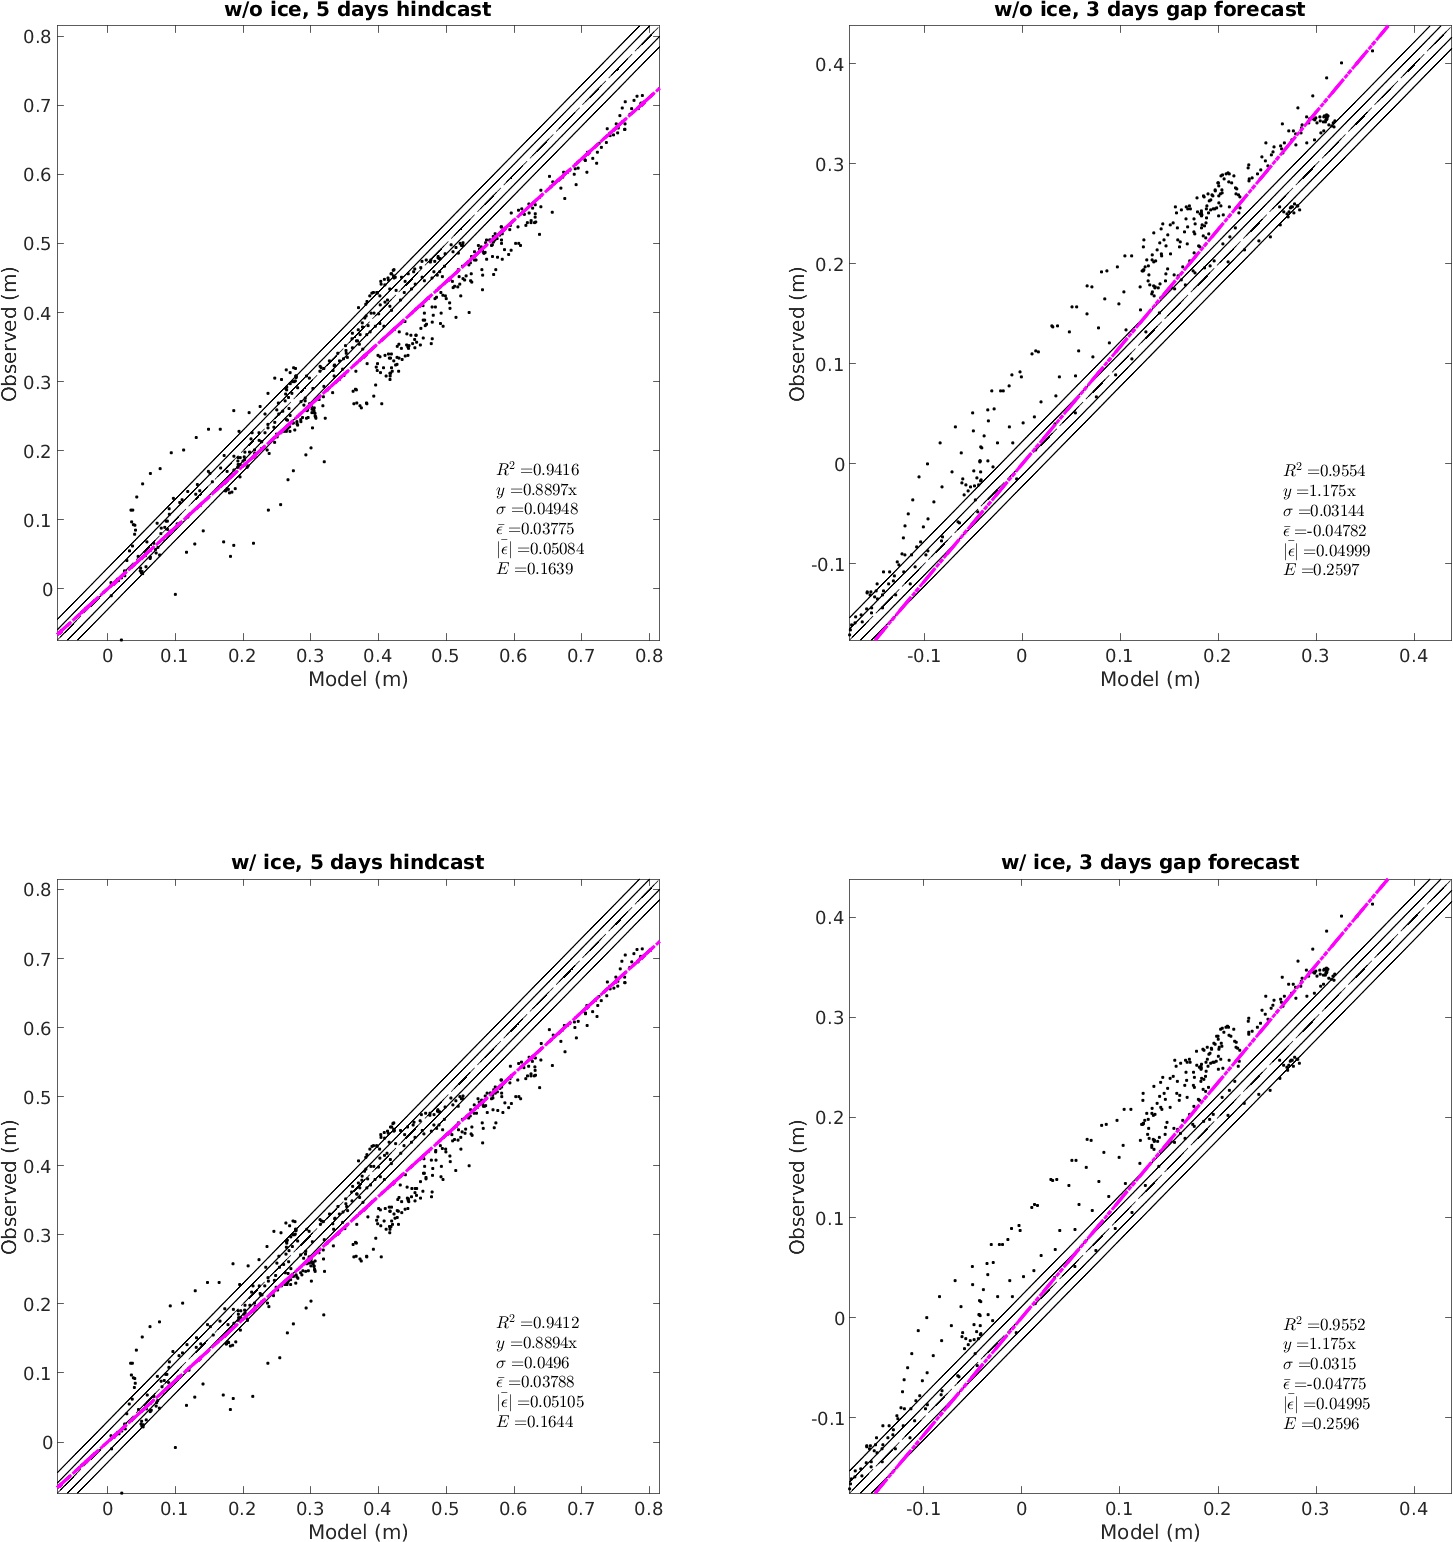 w/o ice, 5 days hindcast
0.8
0.7
0.6
0.5
0.4
0.3
0.2
0.1
0
Observed (m)
0 0.1 0.2 0.3 0.4 0.5 0.6 0.7 0.8
Model (m)
R² =0.9416
y =0.8897x
σ =0.04948
ε̄ =0.03775
|ε̄| =0.05084
E =0.1639
w/o ice, 3 days gap forecast
0.4
0.3
0.2
0.1
0
-0.1
Observed (m)
-0.1 0 0.1 0.2 0.3 0.4
Model (m)
R² =0.9554
y =1.175x
σ =0.03144
ε̄ =-0.04782
|ε̄| =0.04999
E =0.2597
w/ ice, 5 days hindcast
0.8
0.7
0.6
0.5
0.4
0.3
0.2
0.1
0
Observed (m)
0 0.1 0.2 0.3 0.4 0.5 0.6 0.7 0.8
Model (m)
R² =0.9412
y =0.8894x
σ =0.0496
ε̄ =0.03788
|ε̄| =0.05105
E =0.1644
w/ ice, 3 days gap forecast
0.4
0.3
0.2
0.1
0
-0.1
Observed (m)
-0.1 0 0.1 0.2 0.3 0.4
Model (m)
R² =0.9552
y =1.175x
σ =0.0315
ε̄ =-0.04775
|ε̄| =0.04995
E =0.2596